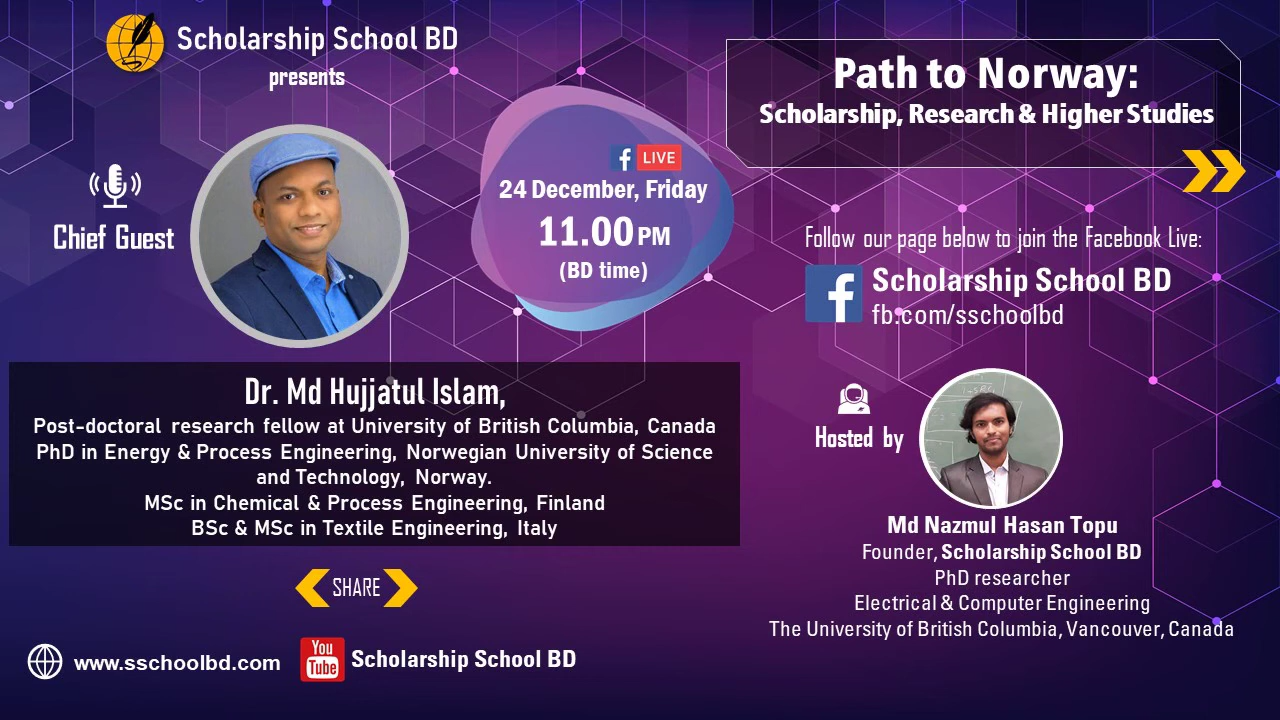 Scholarship School BD
presents
Path to Norway:
Scholarship, Research & Higher Studies
Chief Guest
f LIVE
24 December, Friday
11.00 PM
(BD time)
Follow our page below to join the Facebook Live:
f Scholarship School BD
fb.com/sschoolbd
Dr. Md Hujjatul Islam,
Post-doctoral research fellow at University of British Columbia, Canada
PhD in Energy & Process Engineering, Norwegian University of Science
and Technology, Norway.
MSc in Chemical & Process Engineering, Finland
BSc & MSc in Textile Engineering, Italy
Hosted by
Md Nazmul Hasan Topu
Founder, Scholarship School BD
PhD researcher
Electrical & Computer Engineering
The University of British Columbia, Vancouver, Canada
SHARE
www.sschoolbd.com
You
Tube
Scholarship School BD